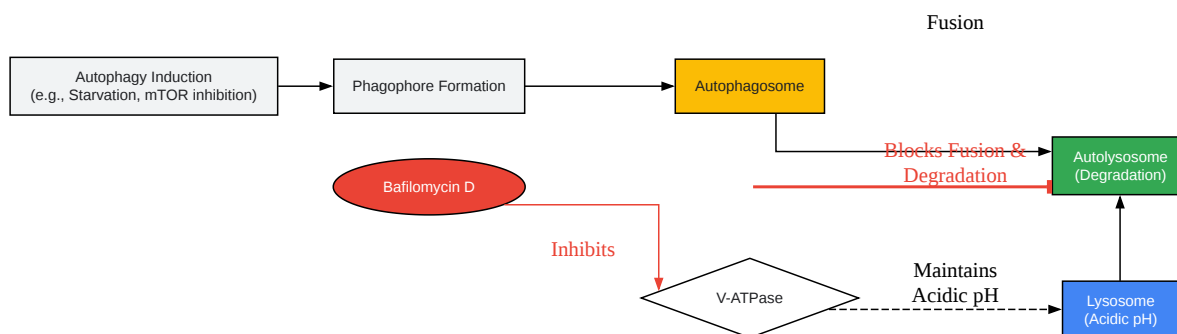 Fusion
Autophagy Induction
(e.g., Starvation, mTOR inhibition)
Phagophore Formation
Autophagosome
Blocks Fusion &
Degradation
Autolysosome
(Degradation)
Bafilomycin D
Inhibits
V-ATPase
Maintains
Acidic pH
Lysosome
(Acidic pH)